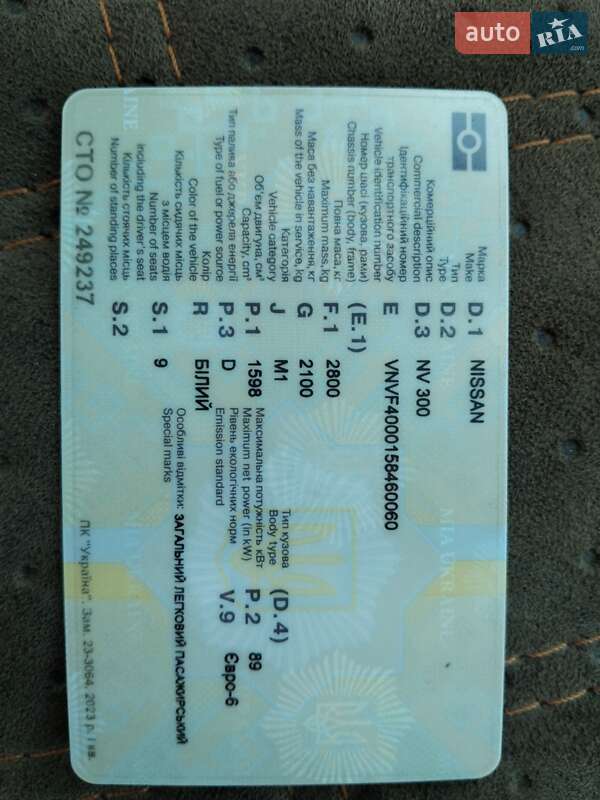 auto RIA.com
Марка D.1 NISSAN
Make
Тип D.2
Type
Комерційний опис D.3 NV 300
Commercial description
Ідентифікаційний номер E VNVF4000158460060
транспортного засобу
Vehicle identification number
Номер шасі (кузова, рами) (E.1)
Chassis number (body, frame)
Повна маса, кг F.1 2800
Maximum mass, kg
Маса без навантаження, кг G 2100
Mass of the vehicle in service, kg
Категорія J M1 Тип кузова (D.4)
Vehicle category Body type
Об'єм двигуна, см³ P.1 1598 Максимальна потужність кВт P.2 89
Capacity, cm³ Maximum net power (in kW)
Тип палива або джерела енергії P.3 D Рівень екологічних норм V.9 Євро-6
Type of fuel or power source Emission standard
Колір R БІЛИЙ
Color of the vehicle
Кількість сидячих місць S.1 9 Особливі відмітки: ЗАГАЛЬНИЙ ЛЕГКОВИЙ ПАСАЖИРСЬКИЙ
з місцем водія Special marks
Number of seats
including the driver's seat
Кількість стоячих місць S.2
Number of standing places
СТО № 249237
ПК "Україна". Зам. 23-3064. 2023 р. І кв.
MIA UKRAINE